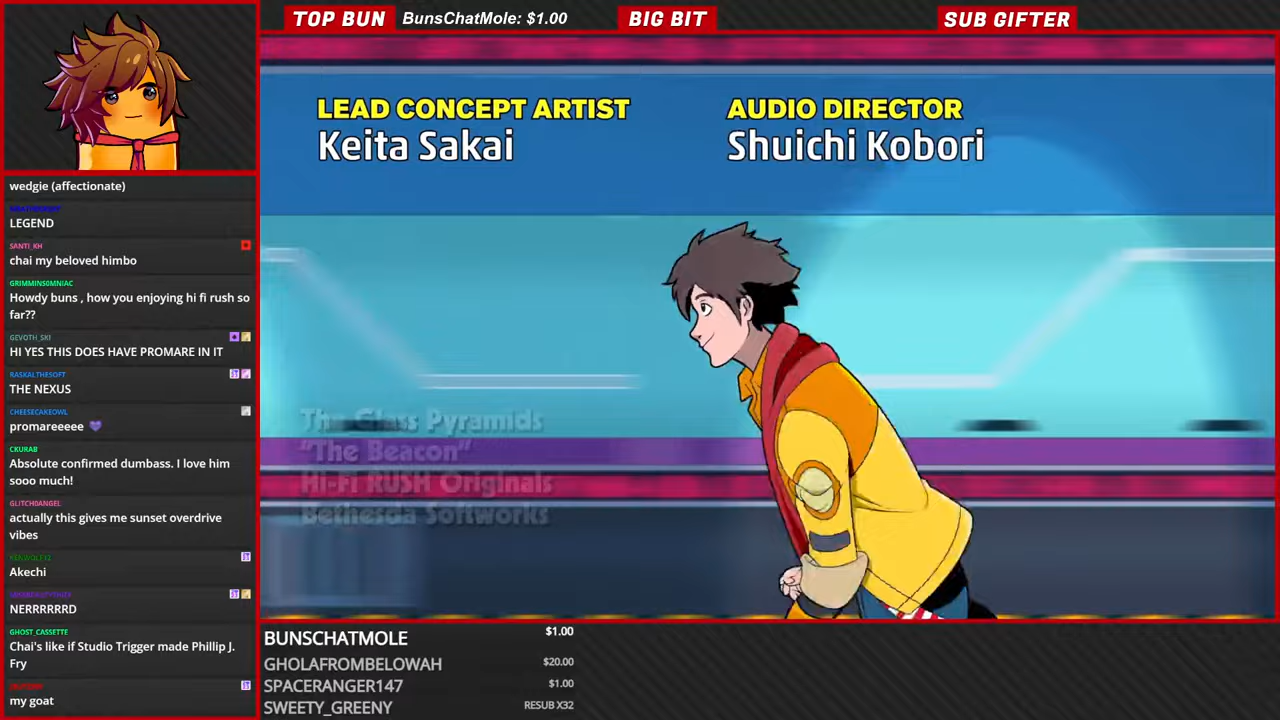 TOP BUN
BunsChatMole: $1.00
BIG BIT
SUB GIFTER
LEAD CONCEPT ARTIST
Keita Sakai
AUDIO DIRECTOR
Shuichi Kobori
The Glass Pyramids
"The Beacon"
Hi-Fi RUSH Originals
Bethesda Softworks
wedgie (affectionate)
LEGEND
SANTI_KH
chai my beloved himbo
GRIMMINSOMNIAC
Howdy buns , how you enjoying hi fi rush so
far??
GEVOTH_SKI
HI YES THIS DOES HAVE PROMARE IN IT
RASKALTHESOFT
THE NEXUS
CHEESECAKEOWL
promareeeee 💜
CKURAB
Absolute confirmed dumbass. I love him
sooo much!
GLITCH0ANGEL
actually this gives me sunset overdrive
vibes
Akechi
NERRRRRRD
GHOST_CASSETTE
Chai's like if Studio Trigger made Phillip J.
Fry
my goat
BUNSCHATMOLE $1.00
GHOLAFROMBELOWAH $20.00
SPACERANGER147 $1.00
SWEETY_GREENY RESUB X32